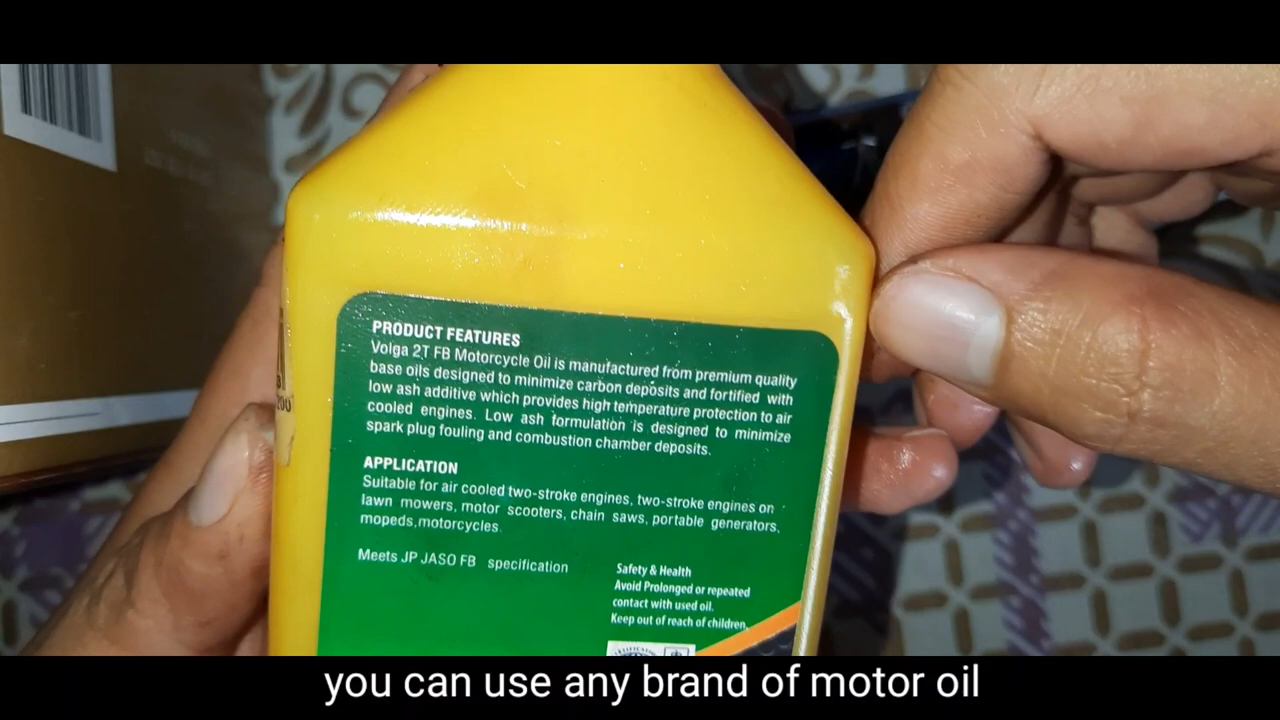 PRODUCT FEATURES
Volga 2T FB Motorcycle Oil is manufactured from premium quality
base oils designed to minimize carbon deposits and fortified with
low ash additive which provides high temperature protection to air
cooled engines. Low ash formulation is designed to minimize
spark plug fouling and combustion chamber deposits.
APPLICATION
Suitable for air cooled two-stroke engines, two-stroke engines on
lawn mowers, motor scooters, chain saws, portable generators,
mopeds,motorcycles.
Meets JP JASO FB specification
Safety & Health
Avoid Prolonged or repeated
contact with used oil.
Keep out of reach of children.
you can use any brand of motor oil